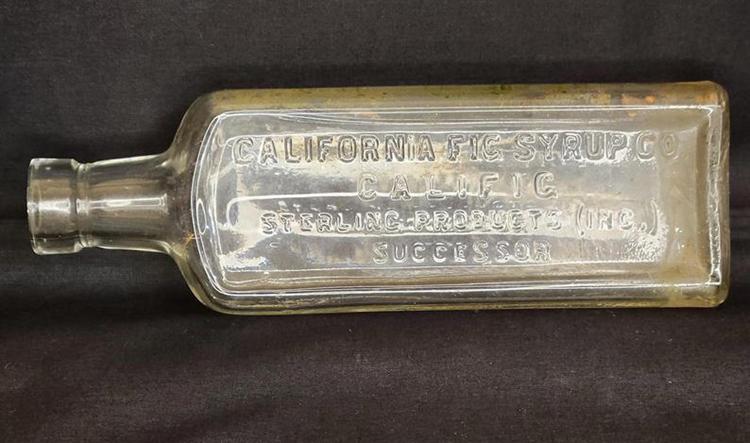 CALIFORNiA FIG SYRUP CO
CALIFIG
STERLING PRODUCTS (INC.)
SUCCESSOR